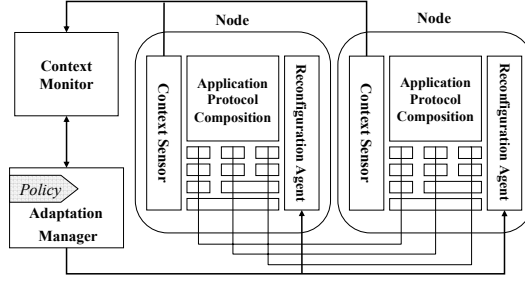 Node
Node
Context
Monitor
Context Sensor
Application
Protocol
Composition
Reconfiguration Agent
Context Sensor
Application
Protocol
Composition
Reconfiguration Agent
Policy
Adaptation
Manager